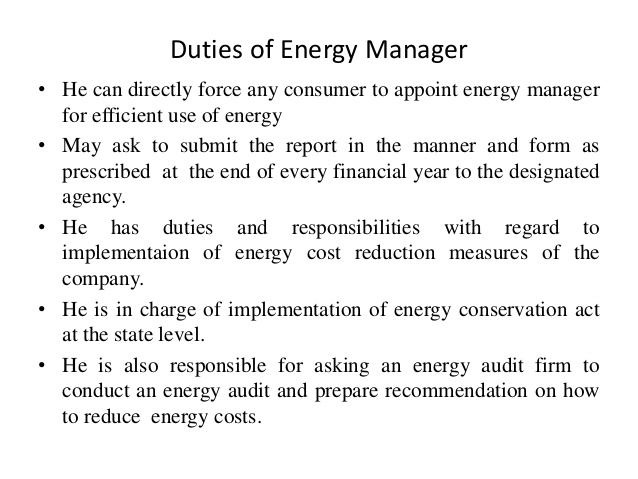 Duties of Energy Manager
• He can directly force any consumer to appoint energy manager
for efficient use of energy
• May ask to submit the report in the manner and form as
prescribed at the end of every financial year to the designated
agency.
• He has duties and responsibilities with regard to
implementaion of energy cost reduction measures of the
company.
• He is in charge of implementation of energy conservation act
at the state level.
• He is also responsible for asking an energy audit firm to
conduct an energy audit and prepare recommendation on how
to reduce energy costs.